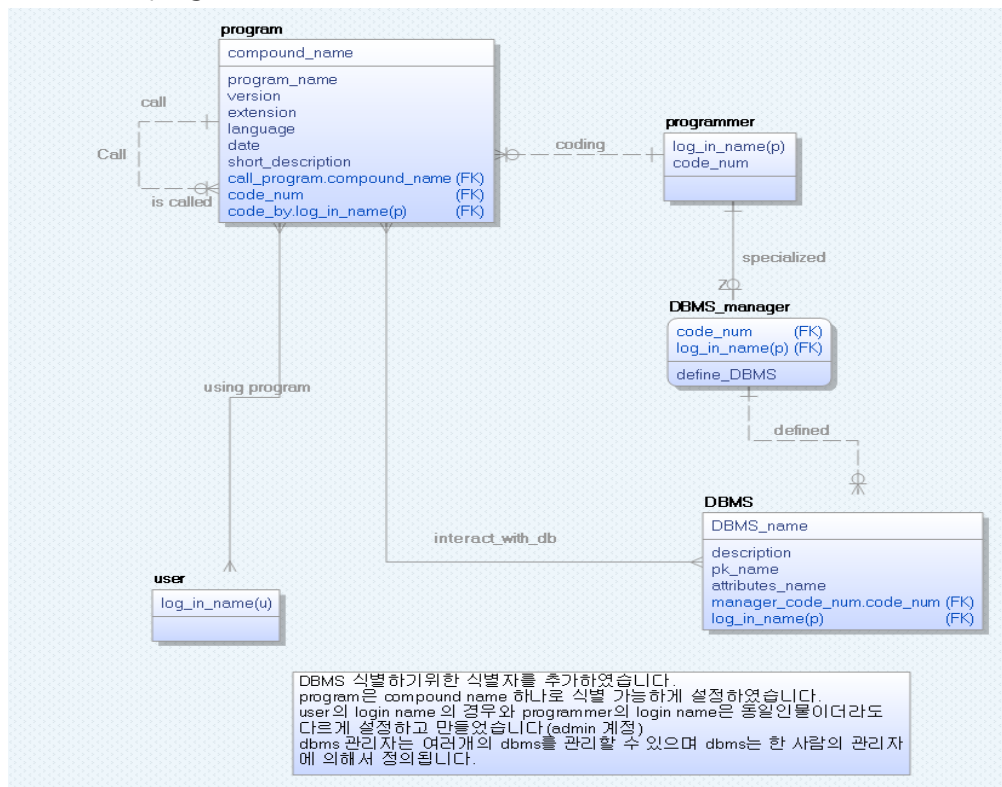 program
compound_name
program_name
version
extension
language
date
short_description
call_program.compound_name (FK)
code_num (FK)
code_by.log_in_name(p) (FK)
call
Call
is called
coding
programmer
log_in_name(p)
code_num
specialized
DBMS_manager
code_num (FK)
log_in_name(p) (FK)
define_DBMS
defined
using program
interact_with_db
DBMS
DBMS_name
description
pk_name
attributes_name
manager_code_num.code_num (FK)
log_in_name(p) (FK)
user
log_in_name(u)
DBMS 식별하기위한 식별자를 추가하였습니다.
program은 compound name 하나로 식별 가능하게 설정하였습니다.
user의 login name 의 경우와 programmer의 login name은 동일인물이더라도
다르게 설정하고 만들었습니다(admin 계정)
dbms 관리자는 여러개의 dbms를 관리할 수 있으며 dbms는 한 사람의 관리자
에 의해서 정의됩니다.